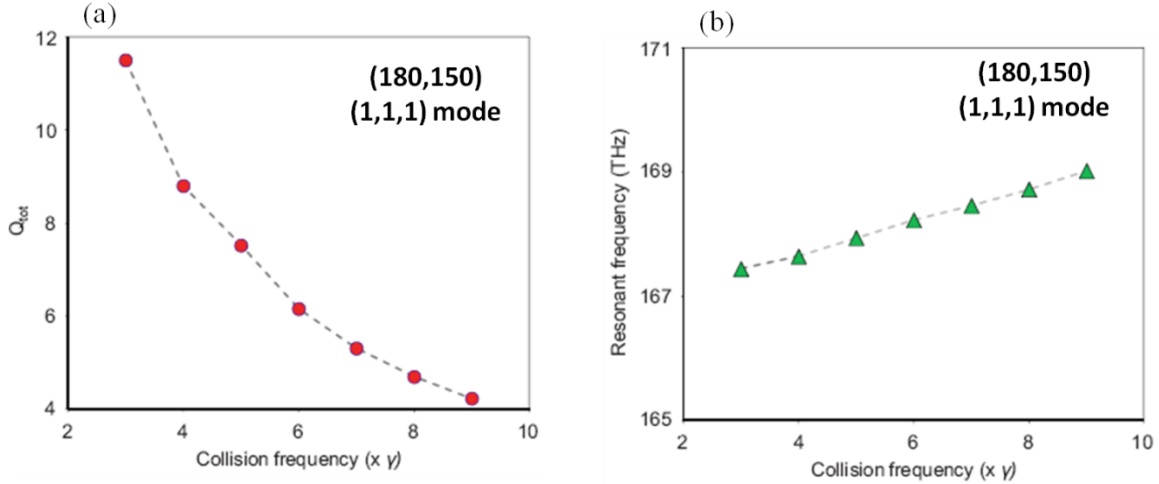 (a)
12
10
8
6
4
Q_tot
(180,150)
(1,1,1) mode
2
4
6
8
10
Collision frequency (x γ)
(b)
171
169
167
165
Resonant frequency (THz)
(180,150)
(1,1,1) mode
2
4
6
8
10
Collision frequency (x γ)